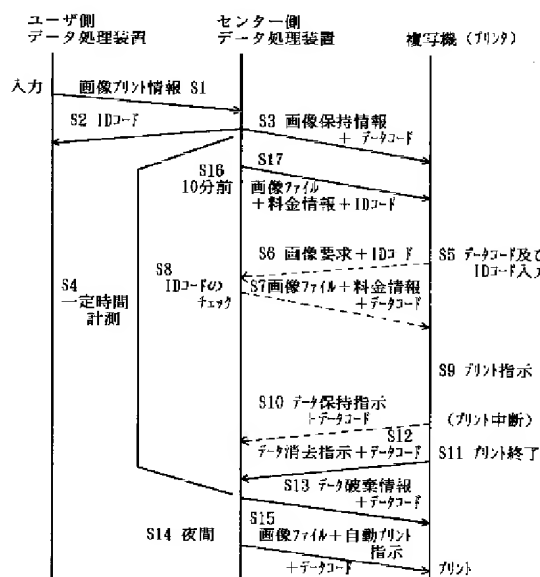 ユーザ側
データ処理装置
センター側
データ処理装置
複写機(プリンタ)
入力
画像プリント情報 S1
S2 IDコード
S3 画像保持情報
+ データコード
S16
10分前
S17
画像ファイル
+料金情報+IDコード
S6 画像要求+IDコード
S5 データコード及び
IDコード入力
S4
一定時間
計測
S8
IDコードの
チェック
S7画像ファイル+料金情報
+データコード
S9 プリント指示
S10 データ保持指示
+データコード
(プリント中断)
S12
データ消去指示+データコード
S11 プリント終了
S13 データ破棄情報
+データコード
S14 夜間
S15
画像ファイル+自動プリント
指示
+データコード
プリント